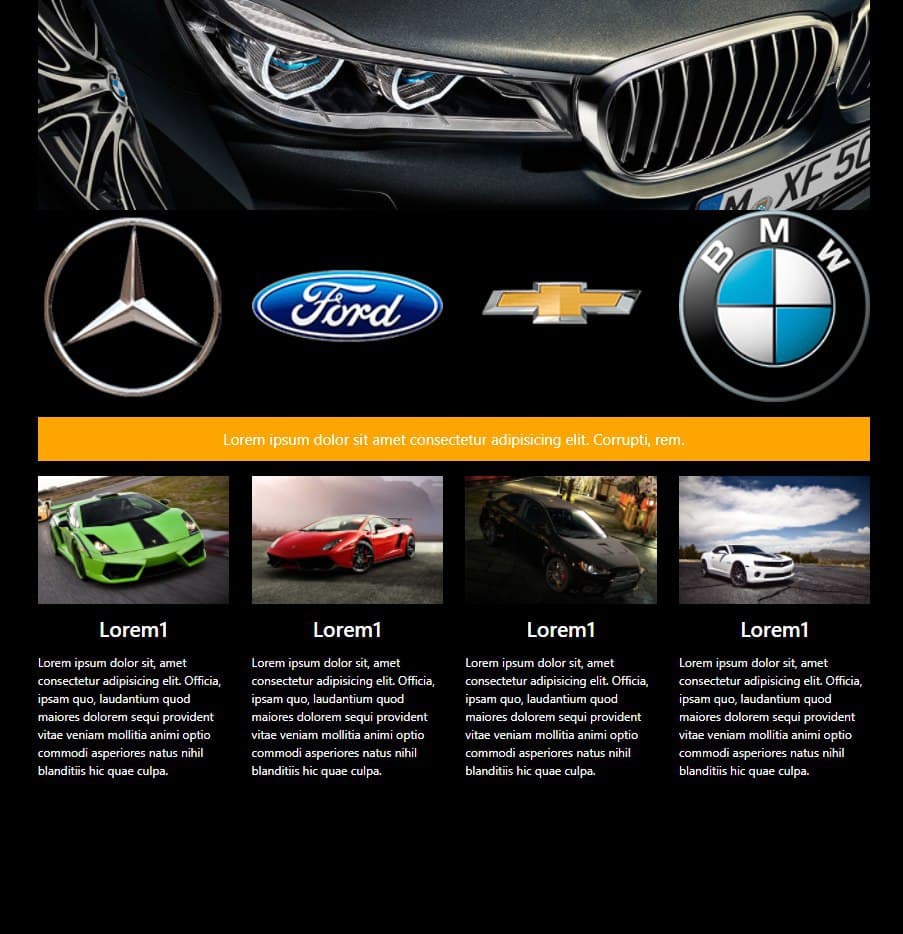 M XF 50
Ford
BMW
Lorem ipsum dolor sit amet consectetur adipisicing elit. Corrupti, rem.
Lorem1
Lorem1
Lorem1
Lorem1
Lorem ipsum dolor sit, amet
consectetur adipisicing elit. Officia,
ipsam quo, laudantium quod
maiores dolorem sequi provident
vitae veniam mollitia animi optio
commodi asperiores natus nihil
blanditiis hic quae culpa.
Lorem ipsum dolor sit, amet
consectetur adipisicing elit. Officia,
ipsam quo, laudantium quod
maiores dolorem sequi provident
vitae veniam mollitia animi optio
commodi asperiores natus nihil
blanditiis hic quae culpa.
Lorem ipsum dolor sit, amet
consectetur adipisicing elit. Officia,
ipsam quo, laudantium quod
maiores dolorem sequi provident
vitae veniam mollitia animi optio
commodi asperiores natus nihil
blanditiis hic quae culpa.
Lorem ipsum dolor sit, amet
consectetur adipisicing elit. Officia,
ipsam quo, laudantium quod
maiores dolorem sequi provident
vitae veniam mollitia animi optio
commodi asperiores natus nihil
blanditiis hic quae culpa.